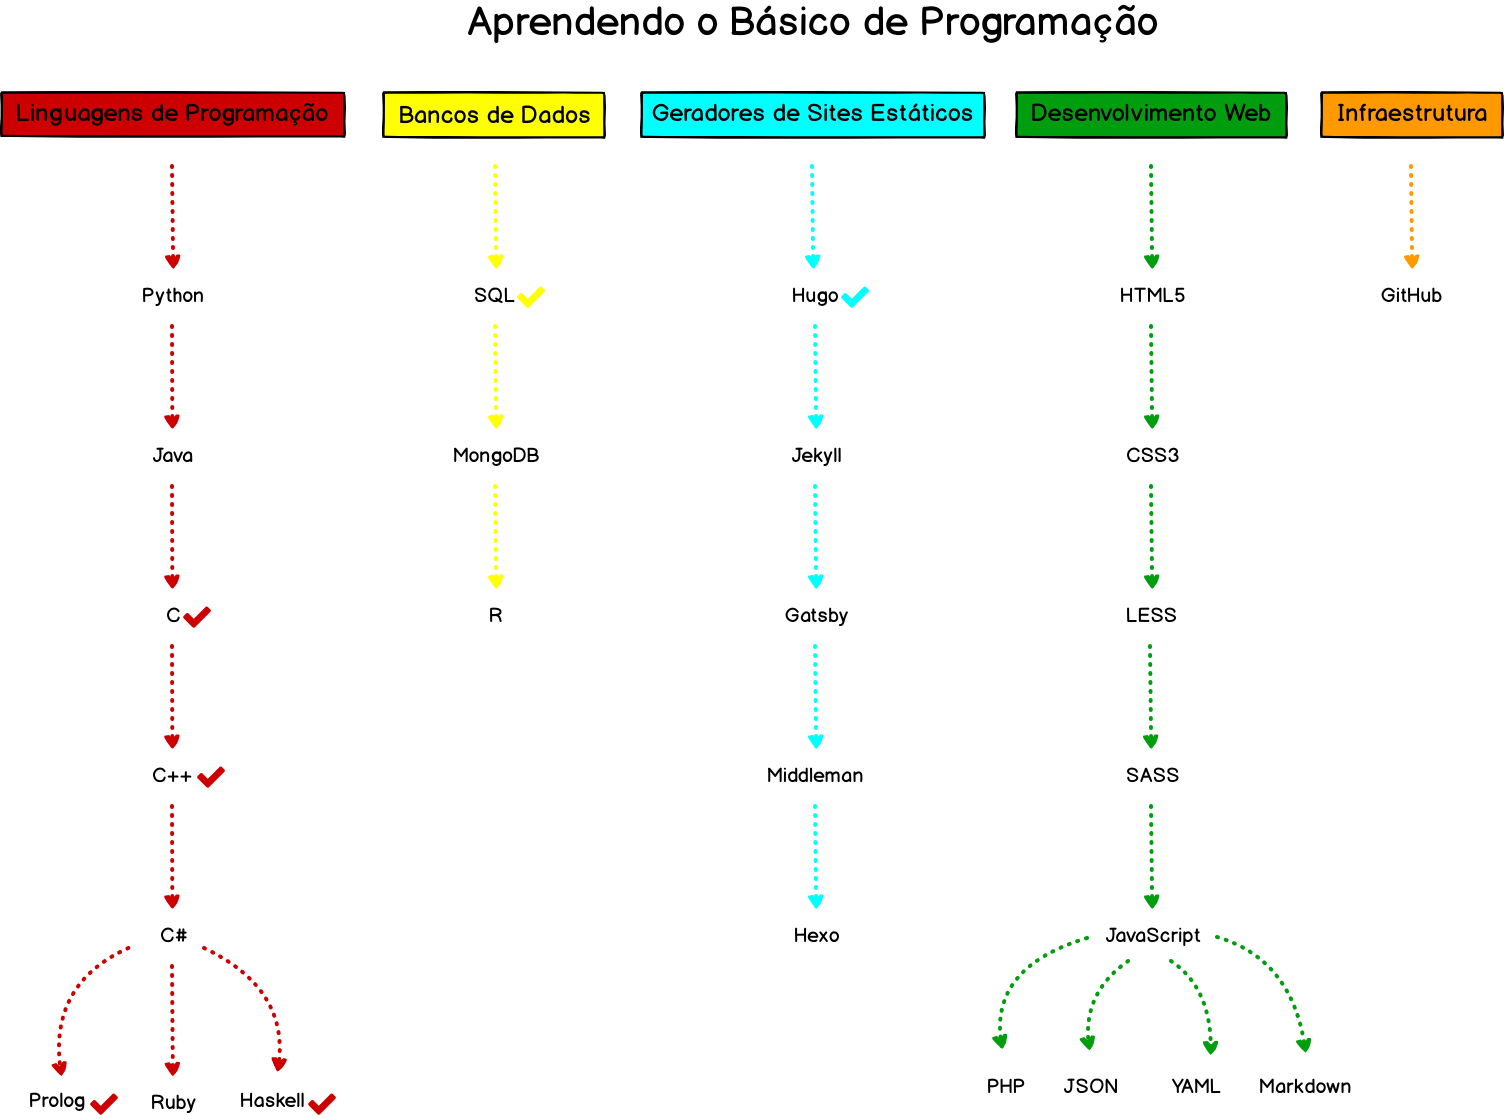 Aprendendo o Básico de Programação
Linguagens de Programação
Bancos de Dados
Geradores de Sites Estáticos
Desenvolvimento Web
Infraestrutura
Python
SQL
Hugo
HTML5
GitHub
Java
MongoDB
Jekyll
CSS3
C
R
Gatsby
LESS
C++
Middleman
SASS
C#
Hexo
JavaScript
Prolog
Ruby
Haskell
PHP
JSON
YAML
Markdown